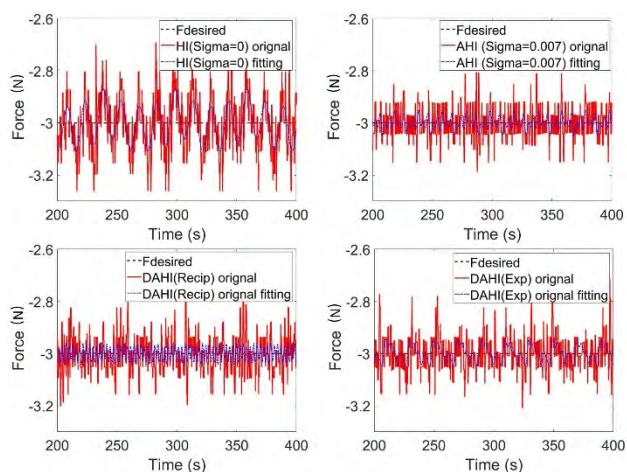 -2.6
Fdesired
HI(Sigma=0) orignal
HI(Sigma=0) fitting
-2.8
Force (N)
-3
-3.2
200 250 300 350 400
Time (s)
-2.6
Fdesired
AHI (Sigma=0.007) orignal
AHI (Sigma=0.007) fitting
-2.8
Force (N)
-3
-3.2
200 250 300 350 400
Time (s)
-2.6
Fdesired
DAHI(Recip) orignal
DAHI(Recip) orignal fitting
-2.8
Force (N)
-3
-3.2
200 250 300 350 400
Time (s)
-2.6
Fdesired
DAHI(Exp) orignal
DAHI(Exp) orignal fitting
-2.8
Force (N)
-3
-3.2
200 250 300 350 400
Time (s)